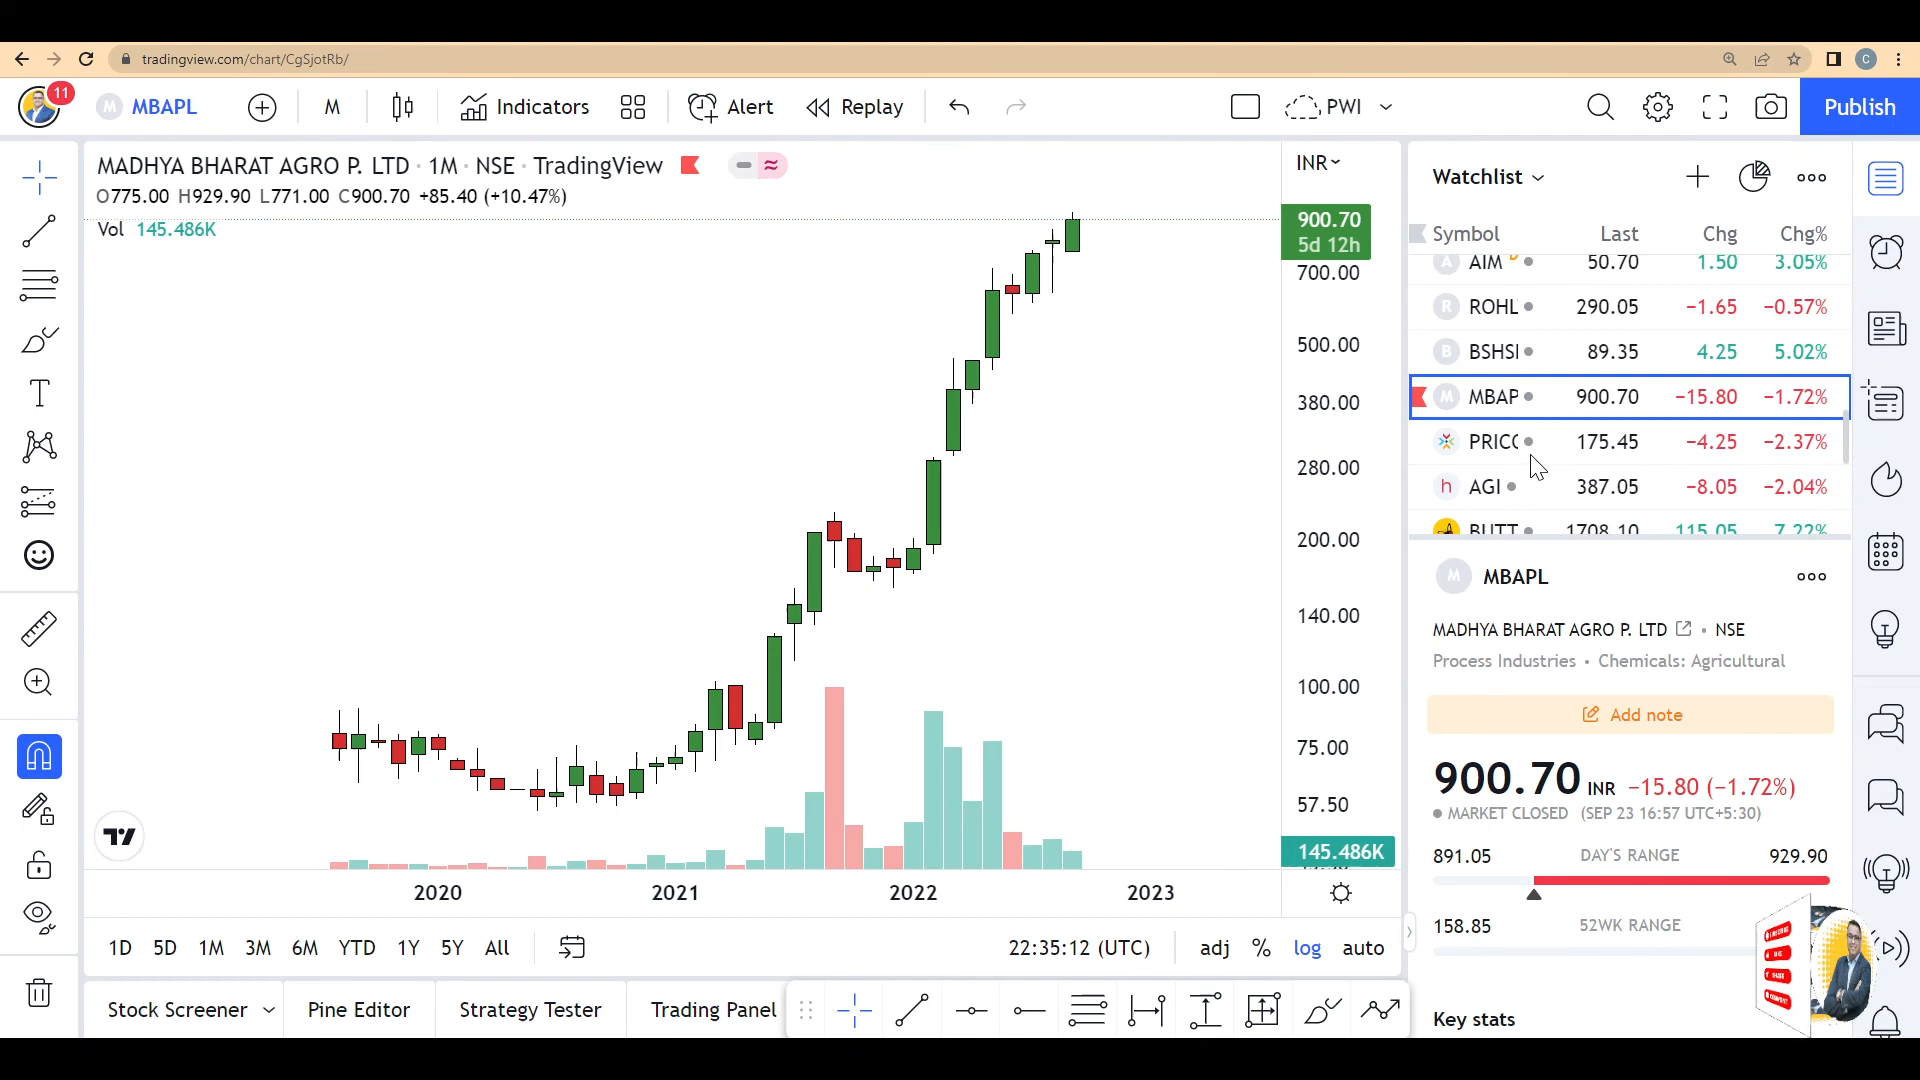 tradingview.com/chart/CgSjotRb/
C
11
M MBAPL
M
Indicators
Alert
Replay
PWI
Publish
MADHYA BHARAT AGRO P. LTD · 1M · NSE · TradingView
O775.00 H929.90 L771.00 C900.70 +85.40 (+10.47%)
Vol 145.486K
INR
900.70
5d 12h
700.00
500.00
380.00
280.00
200.00
140.00
100.00
75.00
57.50
145.486K
2020 2021 2022 2023
1D 5D 1M 3M 6M YTD 1Y 5Y All
22:35:12 (UTC) adj % log auto
Stock Screener Pine Editor Strategy Tester Trading Panel
Watchlist
Symbol Last Chg Chg%
A AIM D 50.70 1.50 3.05%
R ROHL 290.05 −1.65 −0.57%
B BSHSL 89.35 4.25 5.02%
M MBAP 900.70 −15.80 −1.72%
PRICO 175.45 −4.25 −2.37%
h AGI 387.05 −8.05 −2.04%
BUTT 1708.10 115.05 7.22%
M MBAPL
MADHYA BHARAT AGRO P. LTD • NSE
Process Industries • Chemicals: Agricultural
Add note
900.70 INR −15.80 (−1.72%)
MARKET CLOSED (SEP 23 16:57 UTC+5:30)
891.05 DAY'S RANGE 929.90
158.85 52WK RANGE
Key stats